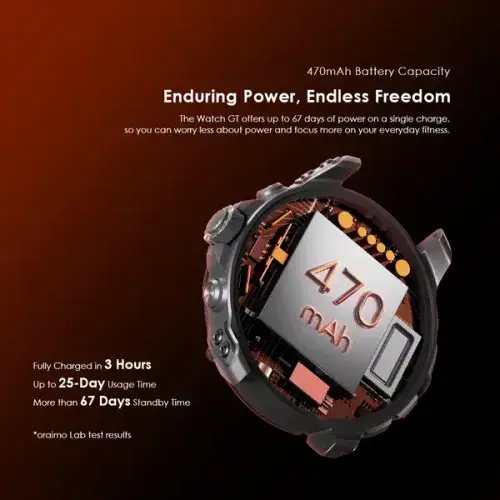 470mAh Battery Capacity
Enduring Power, Endless Freedom
The Watch GT offers up to 67 days of power on a single charge,
so you can worry less about power and focus more on your everyday fitness.
470
mAh
Fully Charged in 3 Hours
Up to 25-Day Usage Time
More than 67 Days Standby Time
*oraimo Lab test results